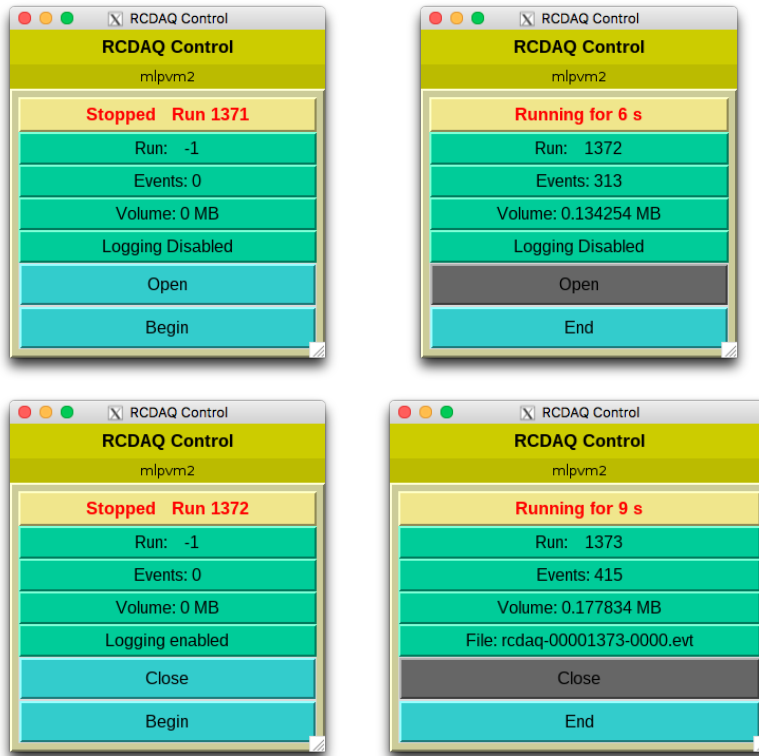 RCDAQ Control
RCDAQ Control
mlpvm2
Stopped Run 1371
Run: -1
Events: 0
Volume: 0 MB
Logging Disabled
Open
Begin
RCDAQ Control
RCDAQ Control
mlpvm2
Running for 6 s
Run: 1372
Events: 313
Volume: 0.134254 MB
Logging Disabled
Open
End
RCDAQ Control
RCDAQ Control
mlpvm2
Stopped Run 1372
Run: -1
Events: 0
Volume: 0 MB
Logging enabled
Close
Begin
RCDAQ Control
RCDAQ Control
mlpvm2
Running for 9 s
Run: 1373
Events: 415
Volume: 0.177834 MB
File: rcdaq-00001373-0000.evt
Close
End